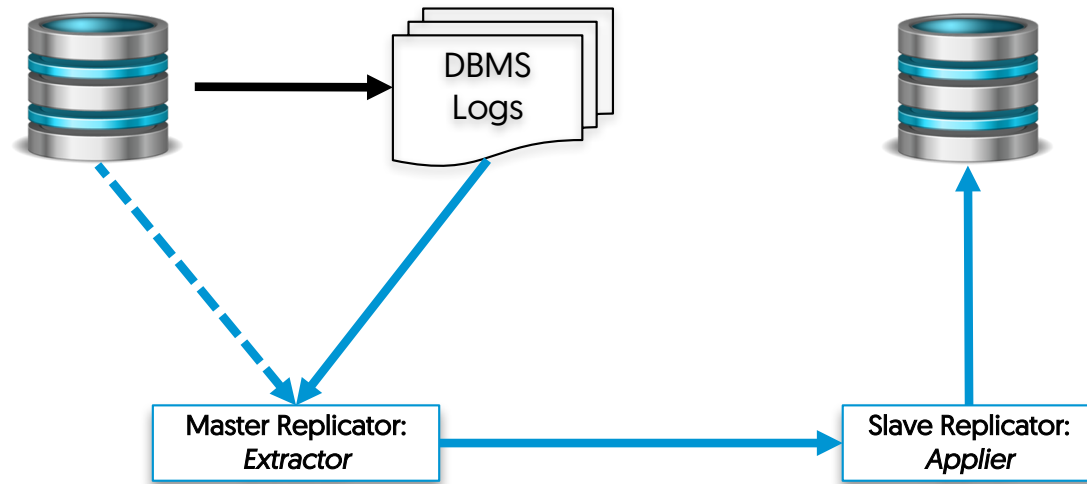 DBMS
Logs
Master Replicator:
Extractor
Slave Replicator:
Applier